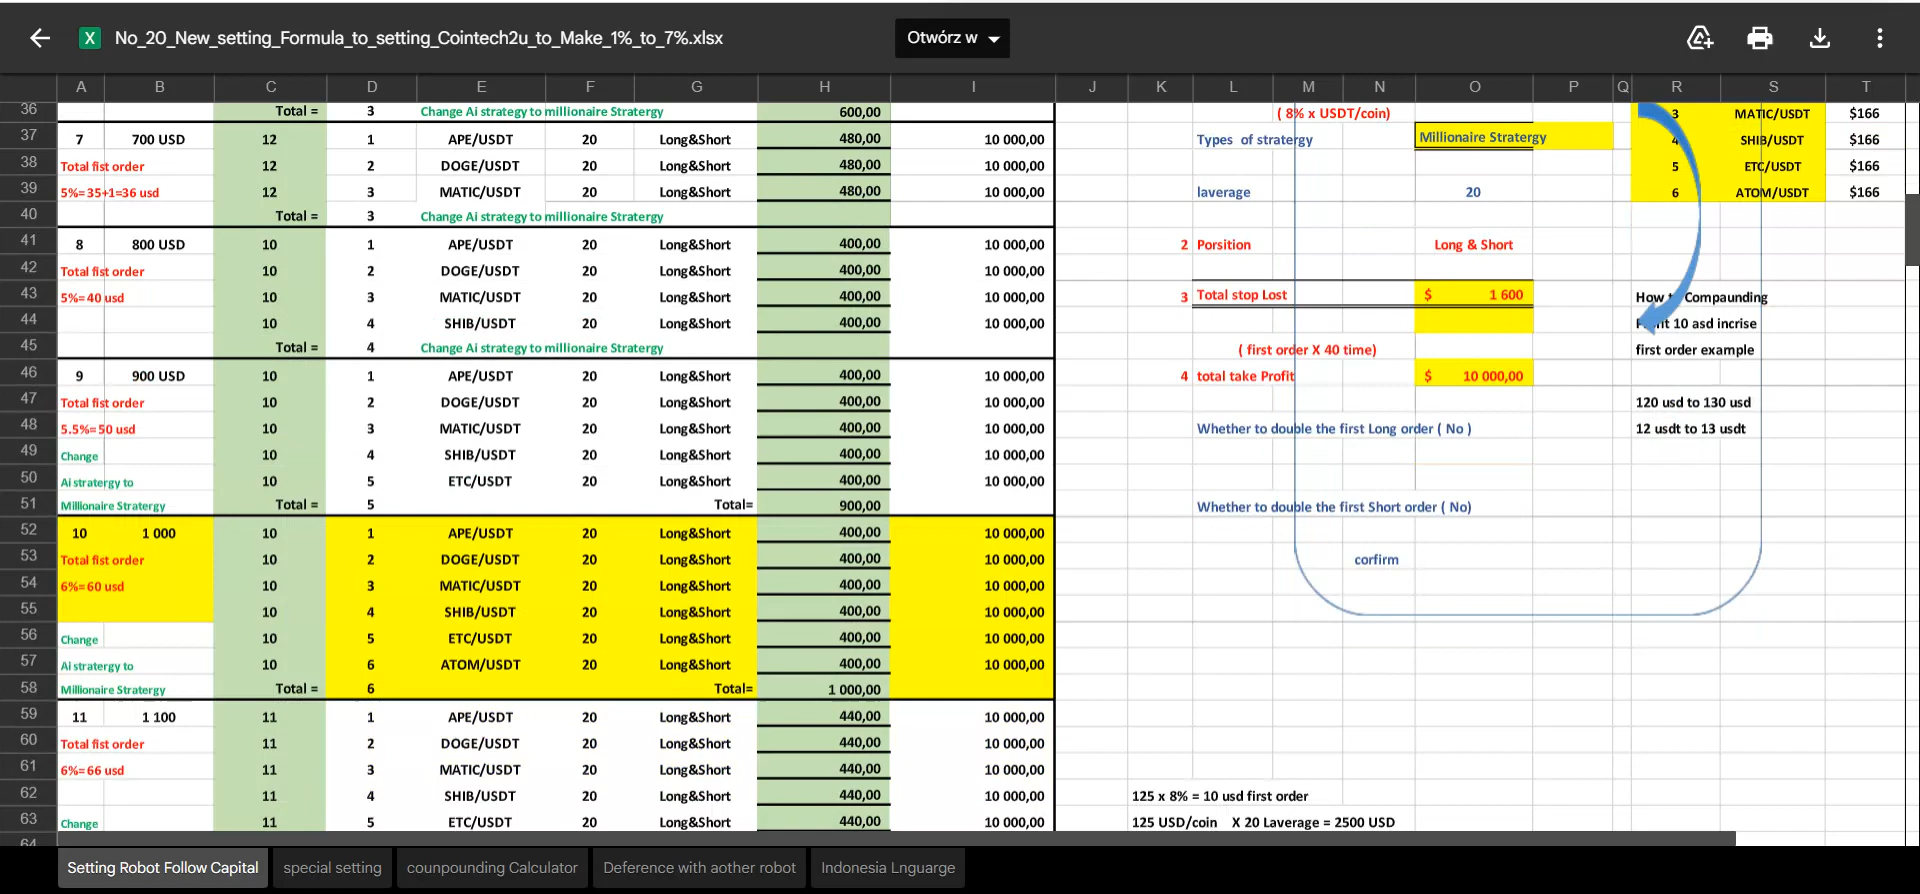 No_20_New_setting_Formula_to_setting_Cointech2u_to_Make_1%_to_7%.xlsx Otwórz w
A B C D E F G H I J K L M N O P Q R S T
36 Total = 3 Change Ai strategy to millionaire Stratergy 600,00 ( 8% x USDT/coin) 3 MATIC/USDT $166
37 7 700 USD 12 1 APE/USDT 20 Long&Short 480,00 10 000,00 Types of stratergy Millionaire Stratergy 4 SHIB/USDT $166
38 Total fist order 12 2 DOGE/USDT 20 Long&Short 480,00 10 000,00 5 ETC/USDT $166
39 5%=35+1=36 usd 12 3 MATIC/USDT 20 Long&Short 480,00 10 000,00 laverage 20 6 ATOM/USDT $166
40 Total = 3 Change Ai strategy to millionaire Stratergy
41 8 800 USD 10 1 APE/USDT 20 Long&Short 400,00 10 000,00 2 Porsition Long & Short
42 Total fist order 10 2 DOGE/USDT 20 Long&Short 400,00 10 000,00
43 5%=40 usd 10 3 MATIC/USDT 20 Long&Short 400,00 10 000,00 3 Total stop Lost $ 1 600 How Compaunding
44 10 4 SHIB/USDT 20 Long&Short 400,00 10 000,00 10 asd incrise
45 Total = 4 Change Ai strategy to millionaire Stratergy ( first order X 40 time) first order example
46 9 900 USD 10 1 APE/USDT 20 Long&Short 400,00 10 000,00 4 total take Profit $ 10 000,00
47 Total fist order 10 2 DOGE/USDT 20 Long&Short 400,00 10 000,00 120 usd to 130 usd
48 5.5%=50 usd 10 3 MATIC/USDT 20 Long&Short 400,00 10 000,00 Whether to double the first Long order ( No ) 12 usdt to 13 usdt
49 Change 10 4 SHIB/USDT 20 Long&Short 400,00 10 000,00
50 Ai stratergy to 10 5 ETC/USDT 20 Long&Short 400,00 10 000,00
51 Millionaire Stratergy Total = 5 Total= 900,00 Whether to double the first Short order ( No)
52 10 1 000 10 1 APE/USDT 20 Long&Short 400,00 10 000,00
53 Total fist order 10 2 DOGE/USDT 20 Long&Short 400,00 10 000,00 corfirm
54 6%=60 usd 10 3 MATIC/USDT 20 Long&Short 400,00 10 000,00
55 10 4 SHIB/USDT 20 Long&Short 400,00 10 000,00
56 Change 10 5 ETC/USDT 20 Long&Short 400,00 10 000,00
57 Ai stratergy to 10 6 ATOM/USDT 20 Long&Short 400,00 10 000,00
58 Millionaire Stratergy Total = 6 Total= 1 000,00
59 11 1 100 11 1 APE/USDT 20 Long&Short 440,00 10 000,00
60 Total fist order 11 2 DOGE/USDT 20 Long&Short 440,00 10 000,00
61 6%=66 usd 11 3 MATIC/USDT 20 Long&Short 440,00 10 000,00
62 11 4 SHIB/USDT 20 Long&Short 440,00 10 000,00 125 x 8% = 10 usd first order
63 Change 11 5 ETC/USDT 20 Long&Short 440,00 10 000,00 125 USD/coin X 20 Laverage = 2500 USD
64
Setting Robot Follow Capital special setting counpounding Calculator Deference with aother robot Indonesia Lnguarge